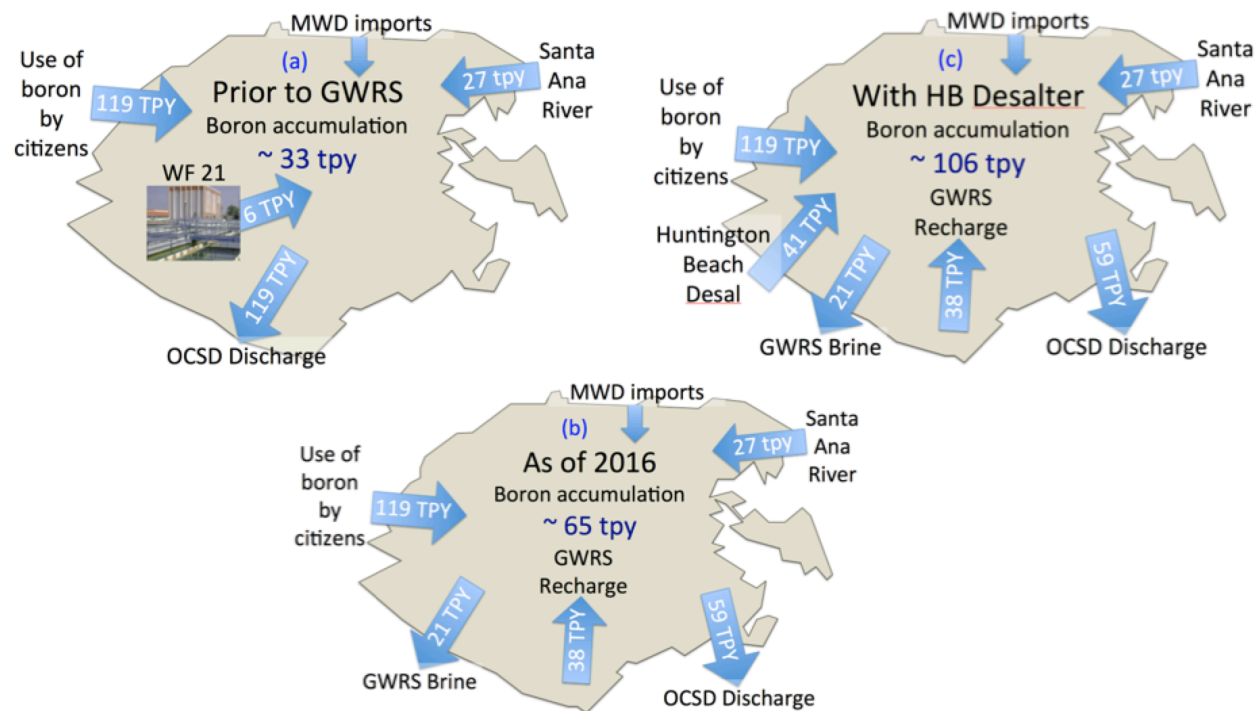 MWD imports
(a)
Santa
Ana
River
27 tpy
Use of
boron
by
citizens
119 TPY
Prior to GWRS
Boron accumulation
~ 33 tpy
WF 21
6 TPY
119 TPY
OCSD Discharge
MWD imports
(c)
Santa
Ana
River
27 tpy
Use of
boron
by
citizens
119 TPY
With HB Desalter
Boron accumulation
~ 106 tpy
GWRS
Recharge
Huntington
Beach
Desal
41 TPY
21 TPY
38 TPY
59 TPY
GWRS Brine
OCSD Discharge
MWD imports
(b)
Santa
Ana
River
27 tpy
Use of
boron
by
citizens
119 TPY
As of 2016
Boron accumulation
~ 65 tpy
GWRS
Recharge
21 TPY
38 TPY
59 TPY
GWRS Brine
OCSD Discharge